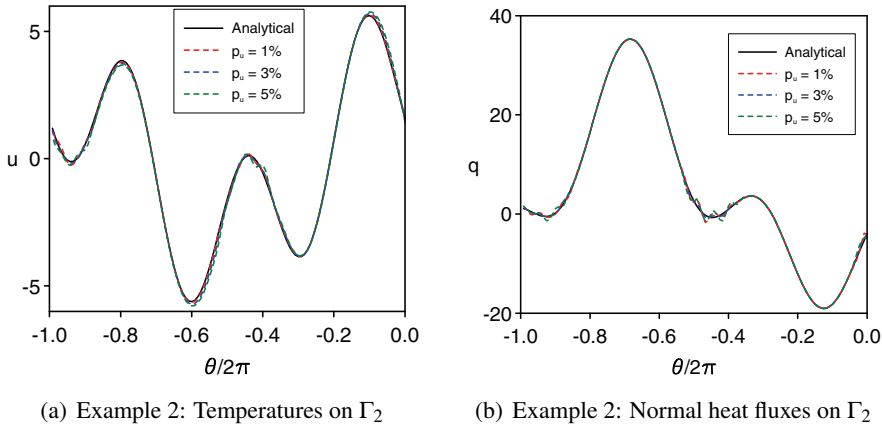 5
0
-5
u
Analytical
pᵤ = 1%
pᵤ = 3%
pᵤ = 5%
-1.0 -0.8 -0.6 -0.4 -0.2 0.0
θ/2π
(a) Example 2: Temperatures on Γ₂
40
20
0
-20
q
Analytical
pᵤ = 1%
pᵤ = 3%
pᵤ = 5%
-1.0 -0.8 -0.6 -0.4 -0.2 0.0
θ/2π
(b) Example 2: Normal heat fluxes on Γ₂